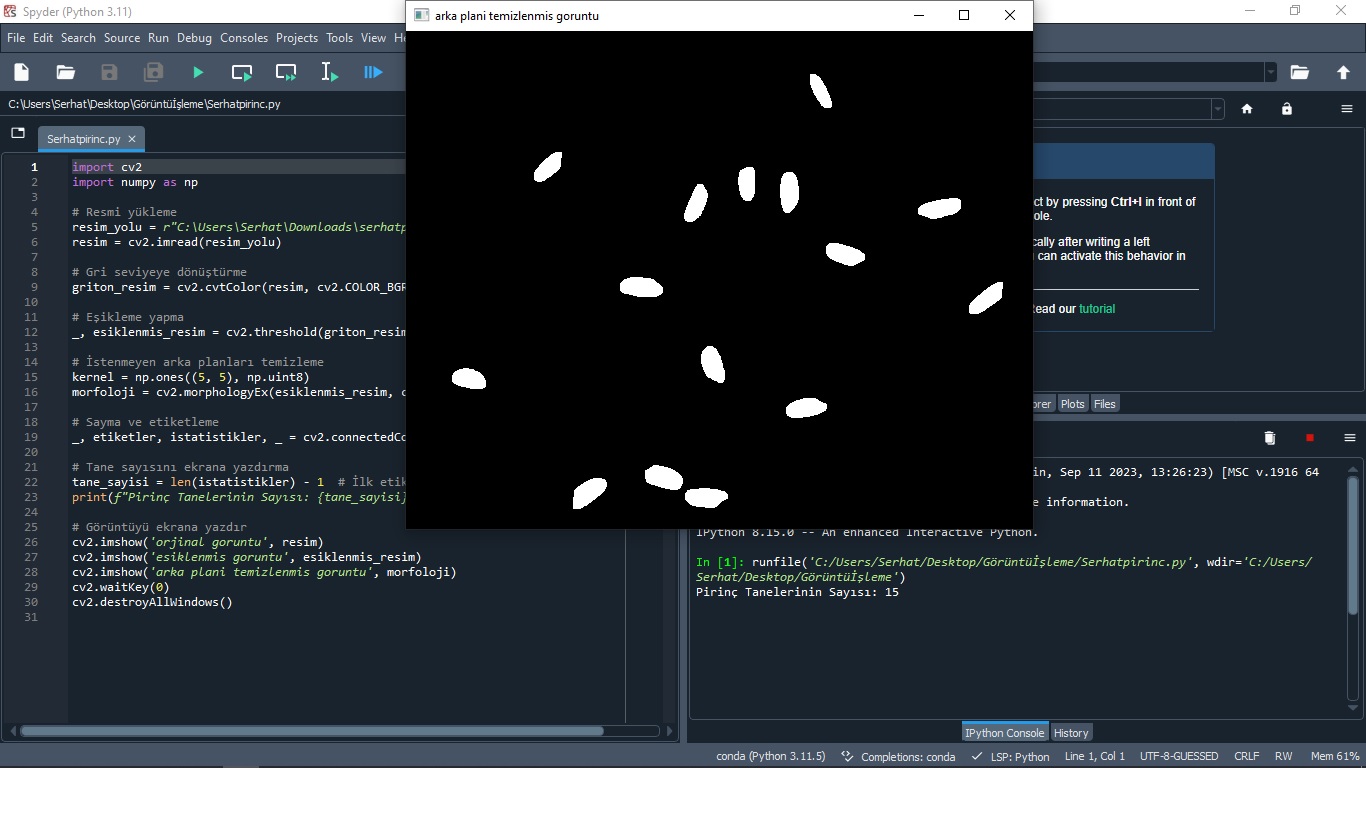 Spyder (Python 3.11)
arka plani temizlenmis goruntu
File Edit Search Source Run Debug Consoles Projects Tools View
C:\Users\Serhat\Desktop\Görüntüİşleme\Serhatpirinc.py
Serhatpirinc.py
1 import cv2
2 import numpy as np
3
4 # Resmi yükleme
5 resim_yolu = r"C:\Users\Serhat\Downloads\serhatp
6 resim = cv2.imread(resim_yolu)
7
8 # Gri seviyeye dönüştürme
9 griton_resim = cv2.cvtColor(resim, cv2.COLOR_BGR
10
11 # Eşikleme yapma
12 _, esiklenmis_resim = cv2.threshold(griton_resim
13
14 # İstenmeyen arka planları temizleme
15 kernel = np.ones((5, 5), np.uint8)
16 morfoloji = cv2.morphologyEx(esiklenmis_resim, c
17
18 # Sayma ve etiketleme
19 _, etiketler, istatistikler, _ = cv2.connectedCo
20
21 # Tane sayısını ekrana yazdırma
22 tane_sayisi = len(istatistikler) - 1 # İlk etik
23 print(f"Pirinç Tanelerinin Sayısı: {tane_sayisi}
24
25 # Görüntüyü ekrana yazdır
26 cv2.imshow('orjinal goruntu', resim)
27 cv2.imshow('esiklenmis goruntu', esiklenmis_resim)
28 cv2.imshow('arka plani temizlenmis goruntu', morfoloji)
29 cv2.waitKey(0)
30 cv2.destroyAllWindows()
31
ct by pressing Ctrl+I in front of
ole.
cally after writing a left
can activate this behavior in
Read our tutorial
orer Plots Files
in, Sep 11 2023, 13:26:23) [MSC v.1916 64
e information.
IPython 8.15.0 -- An enhanced Interactive Python.
In [1]: runfile('C:/Users/Serhat/Desktop/Görüntüİşleme/Serhatpirinc.py', wdir='C:/Users/
Serhat/Desktop/Görüntüİşleme')
Pirinç Tanelerinin Sayısı: 15
IPython Console History
conda (Python 3.11.5) Completions: conda LSP: Python Line 1, Col 1 UTF-8-GUESSED CRLF RW Mem 61%